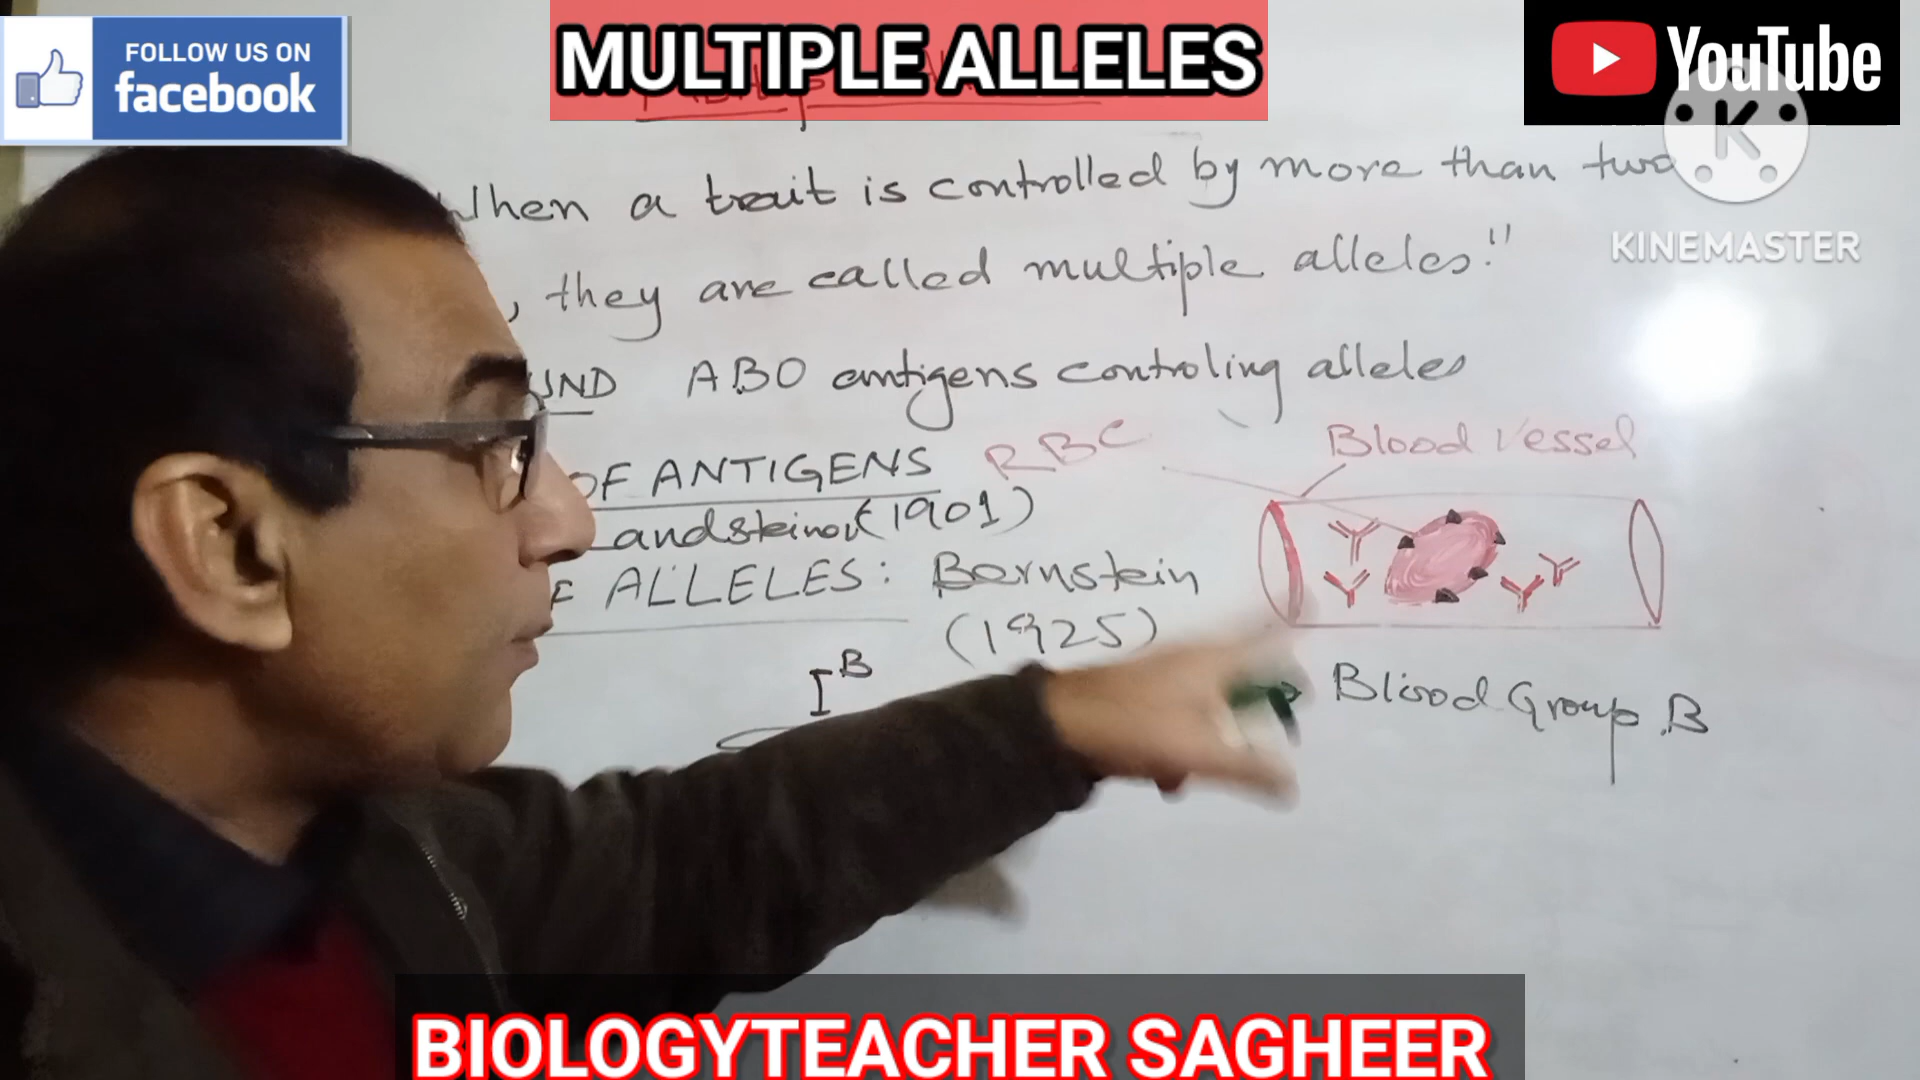 FOLLOW US ON
facebook
MULTIPLE ALLELES
YouTube
K
KINEMASTER
When a trait is controlled by more than two
, they are called multiple alleles."
ABO antigens controling alleles
OF ANTIGENS
RBC
Blood Vessel
Landsteiner (1901)
ALLELES: Bernstein
(1925)
I^B
Blood Group B
BIOLOGYTEACHER SAGHEER